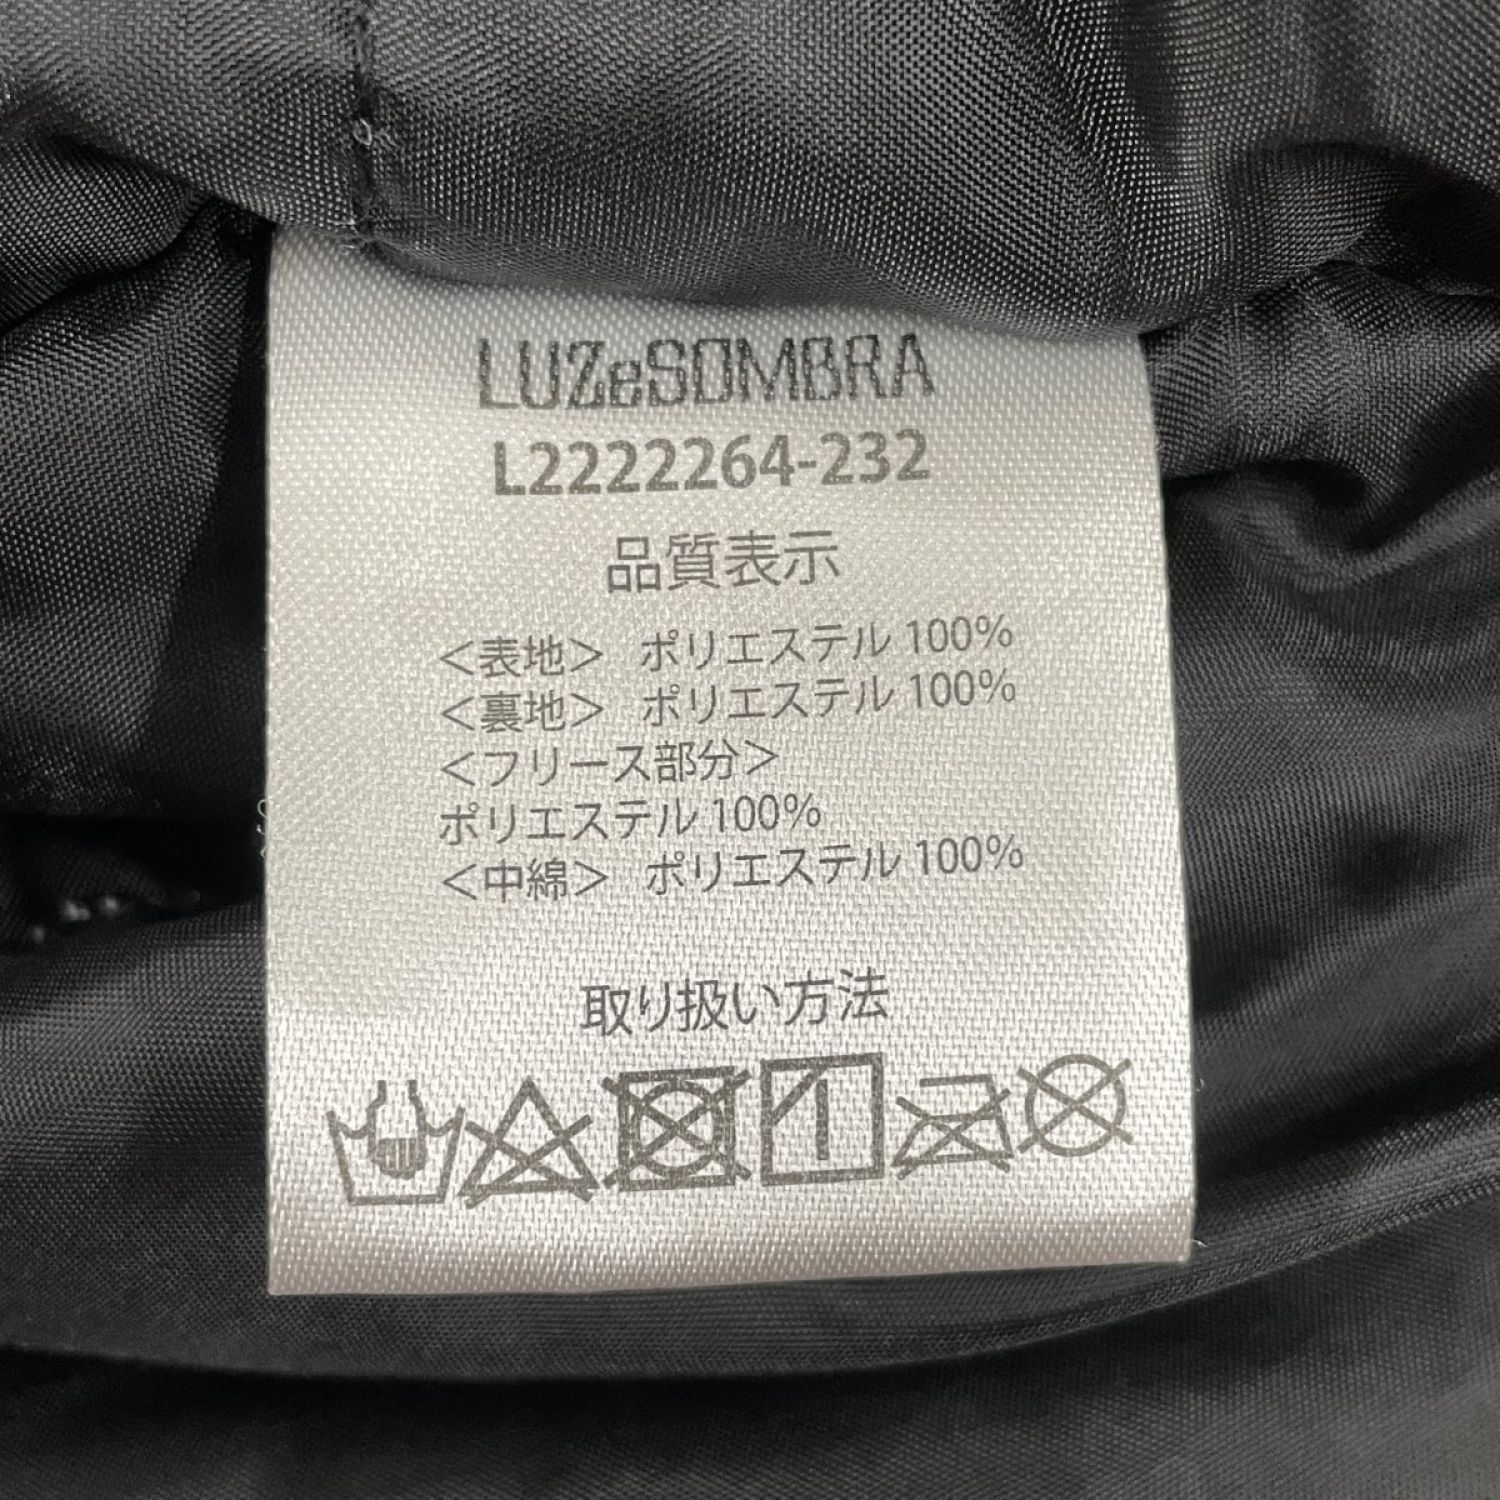 LUZeSOMBRA
L2222264-232
品質表示
＜表地＞ ポリエステル 100%
＜裏地＞ ポリエステル 100%
＜フリース部分＞
ポリエステル 100%
＜中綿＞ ポリエステル 100%
取り扱い方法